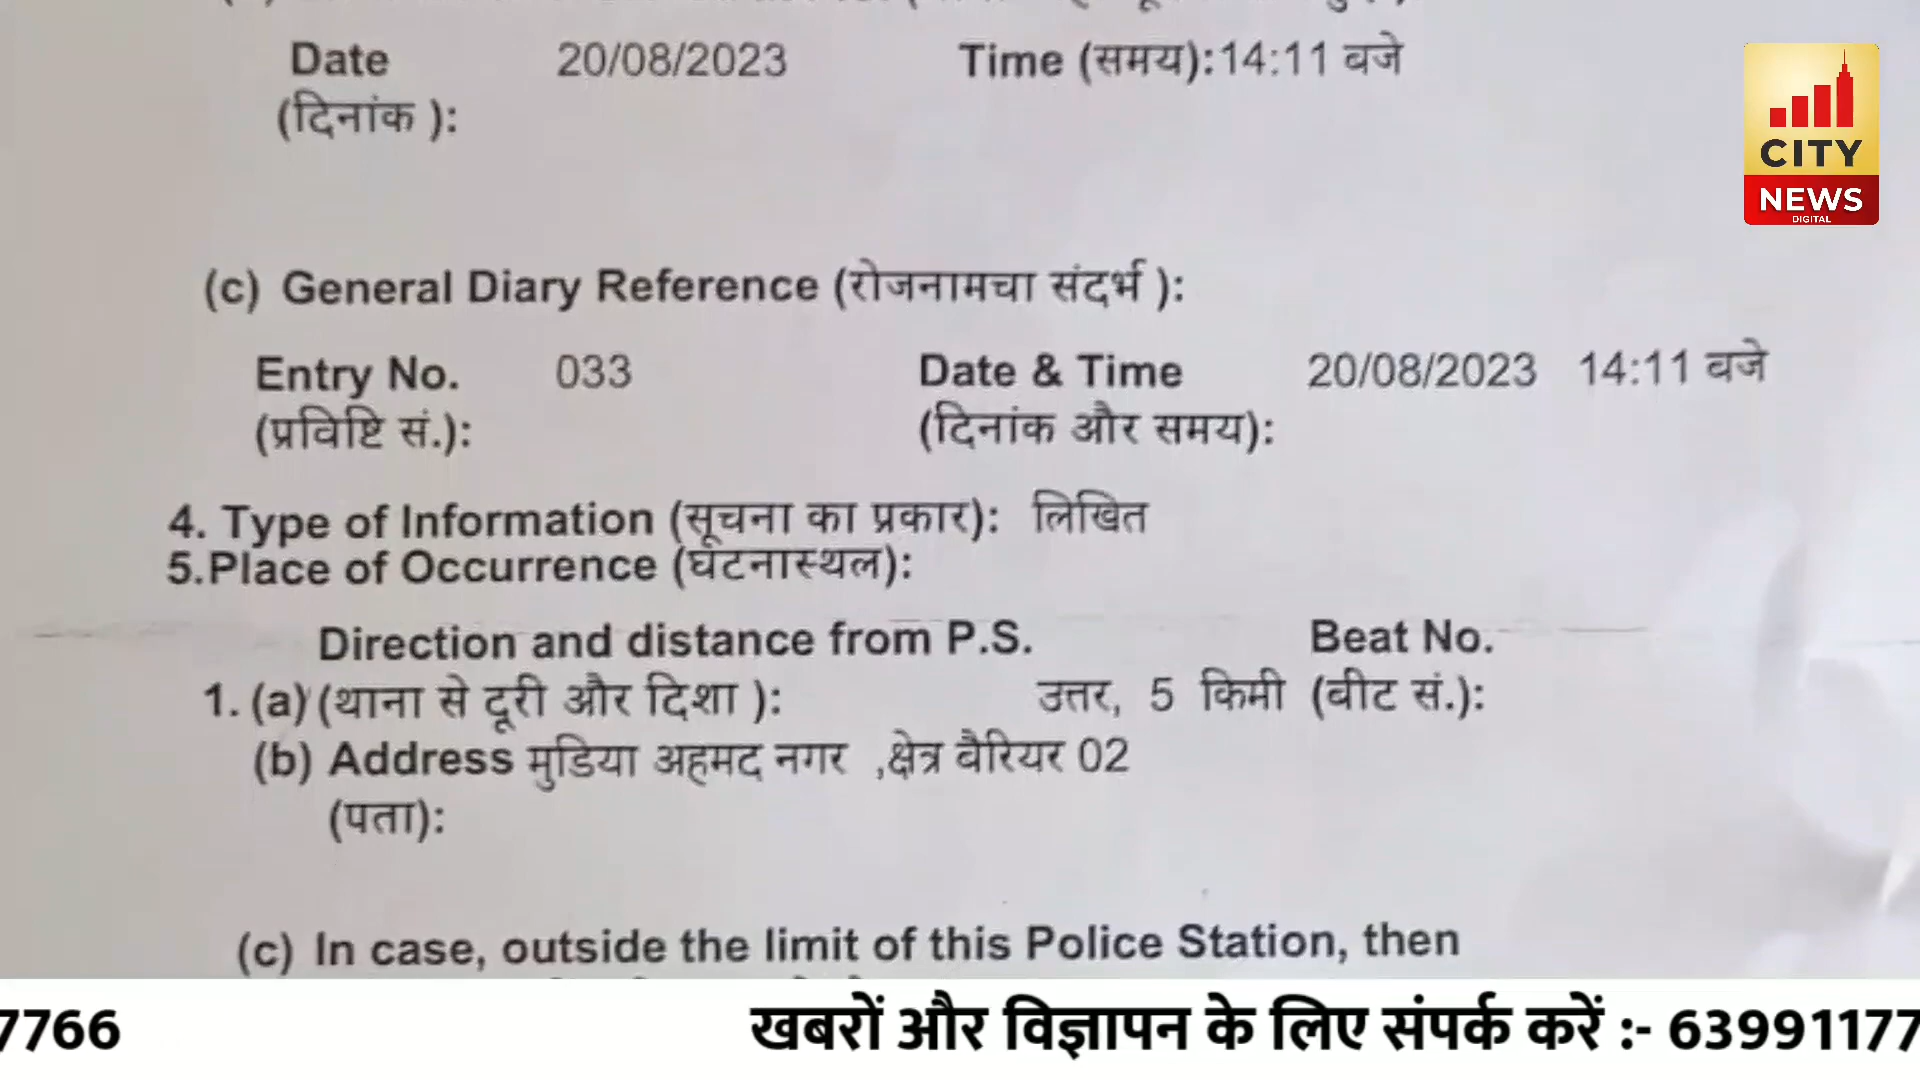 Date 20/08/2023 Time (समय):14:11 बजे
(दिनांक ):
CITY
NEWS
DIGITAL
(c) General Diary Reference (रोजनामचा संदर्भ ):
Entry No. 033 Date & Time 20/08/2023 14:11 बजे
(प्रविष्टि सं.): (दिनांक और समय):
4. Type of Information (सूचना का प्रकार): लिखित
5.Place of Occurrence (घटनास्थल):
Direction and distance from P.S. Beat No.
1. (a) (थाना से दूरी और दिशा ): उत्तर, 5 किमी (बीट सं.):
(b) Address मुडिया अहमद नगर ,क्षेत्र बैरियर 02
(पता):
(c) In case, outside the limit of this Police Station, then
7766 खबरों और विज्ञापन के लिए संपर्क करें :- 63991177